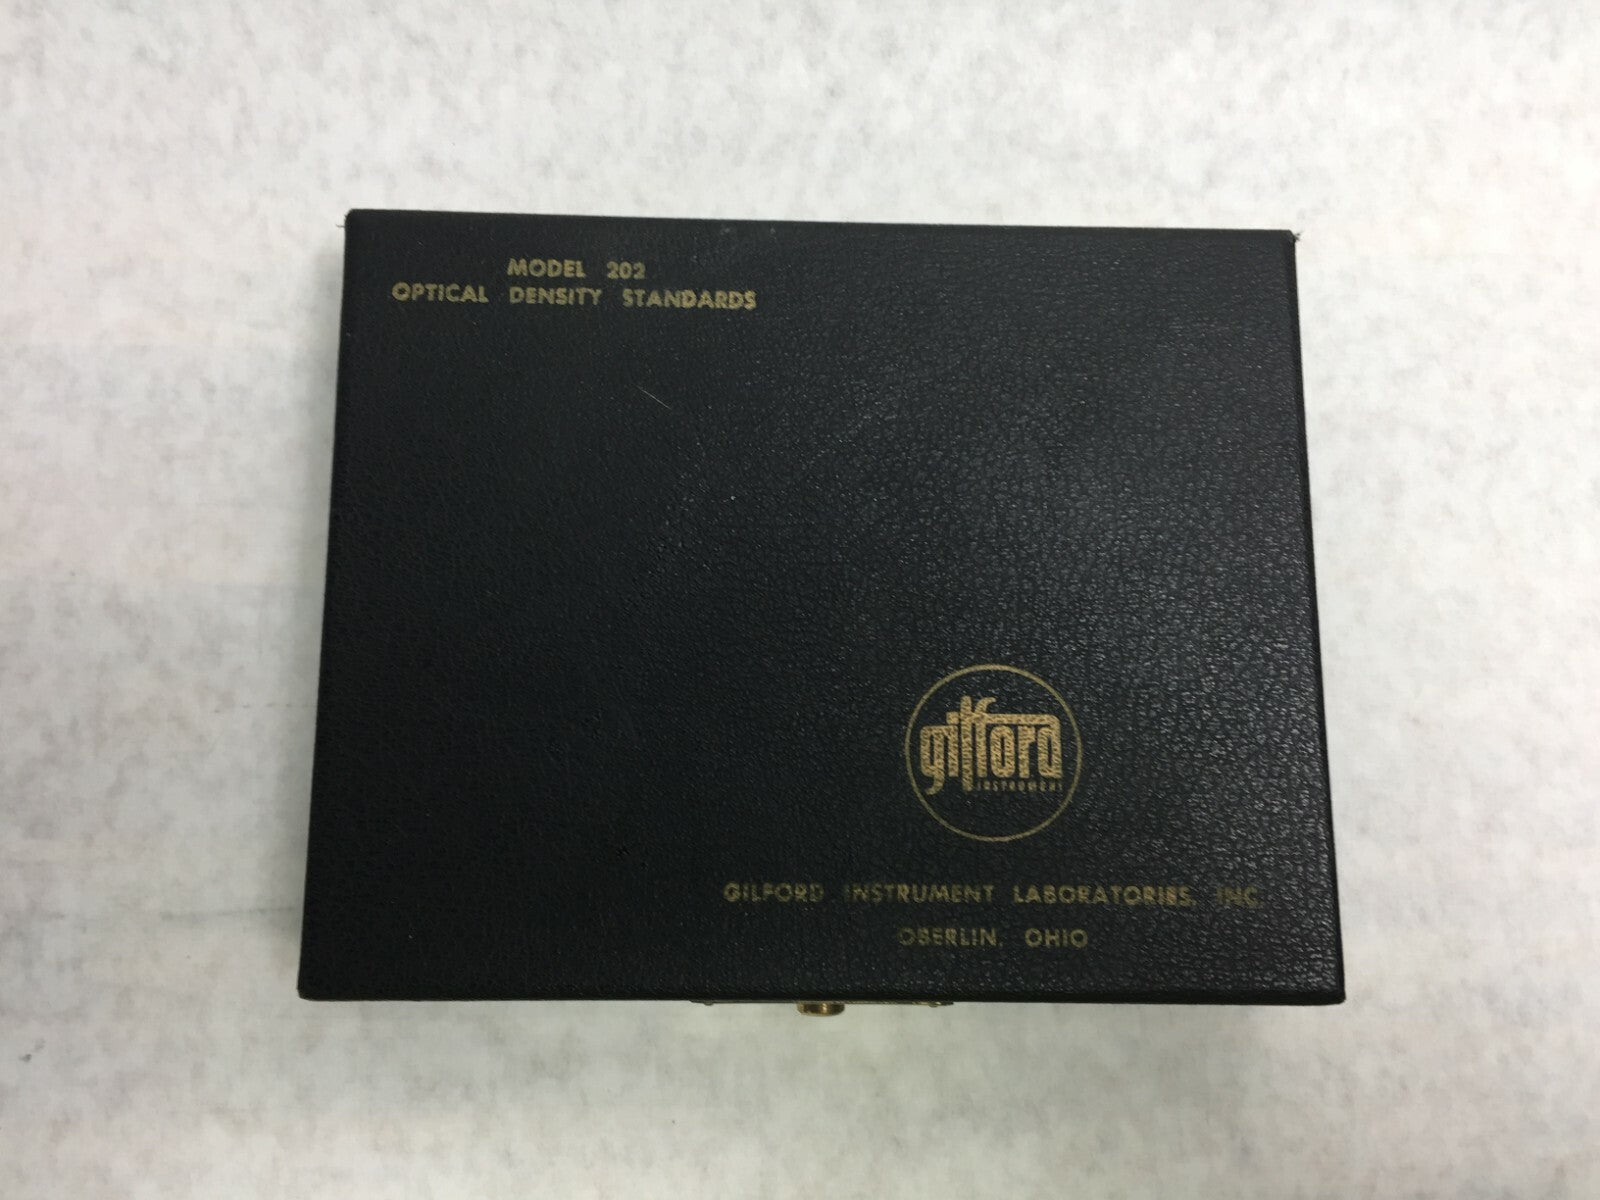 MODEL 202
OPTICAL DENSITY STANDARDS
gilford
INSTRUMENT
GILFORD INSTRUMENT LABORATORIES, INC.
OBERLIN, OHIO